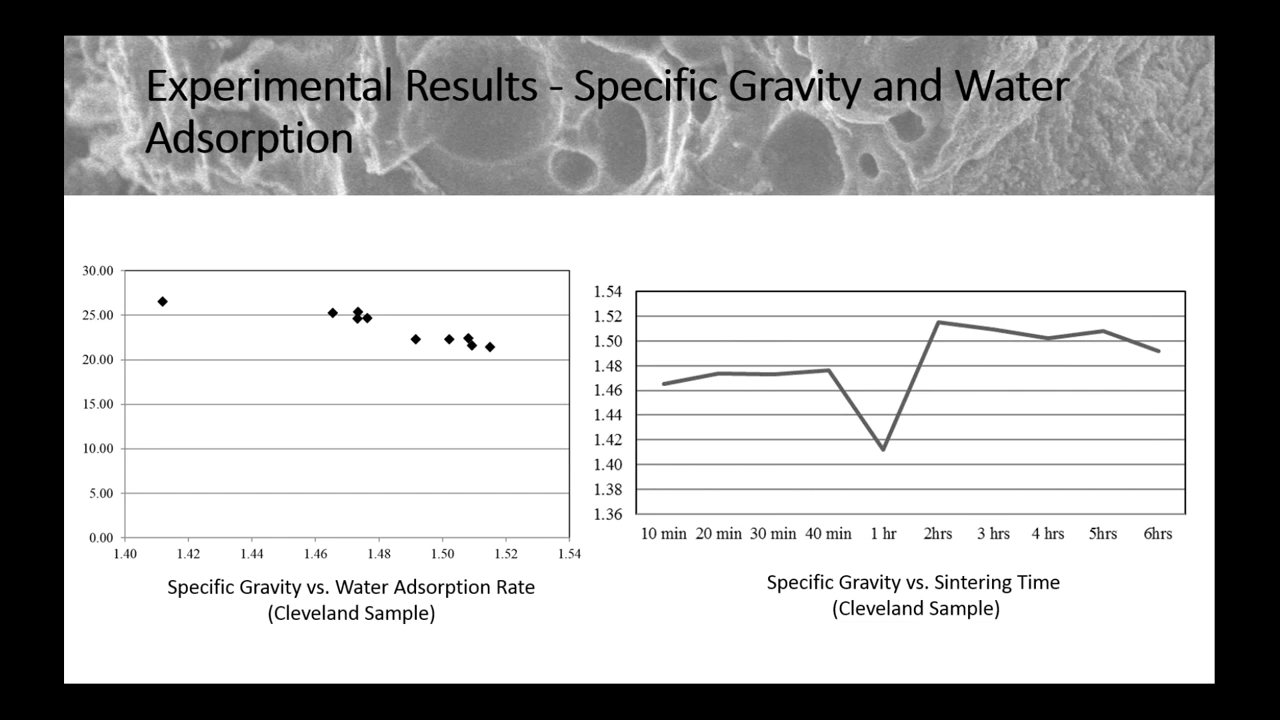 Experimental Results - Specific Gravity and Water
Adsorption
30.00
25.00
20.00
15.00
10.00
5.00
0.00
1.40 1.42 1.44 1.46 1.48 1.50 1.52 1.54
Specific Gravity vs. Water Adsorption Rate
(Cleveland Sample)
1.54
1.52
1.50
1.48
1.46
1.44
1.42
1.40
1.38
1.36
10 min 20 min 30 min 40 min 1 hr 2hrs 3 hrs 4 hrs 5hrs 6hrs
Specific Gravity vs. Sintering Time
(Cleveland Sample)